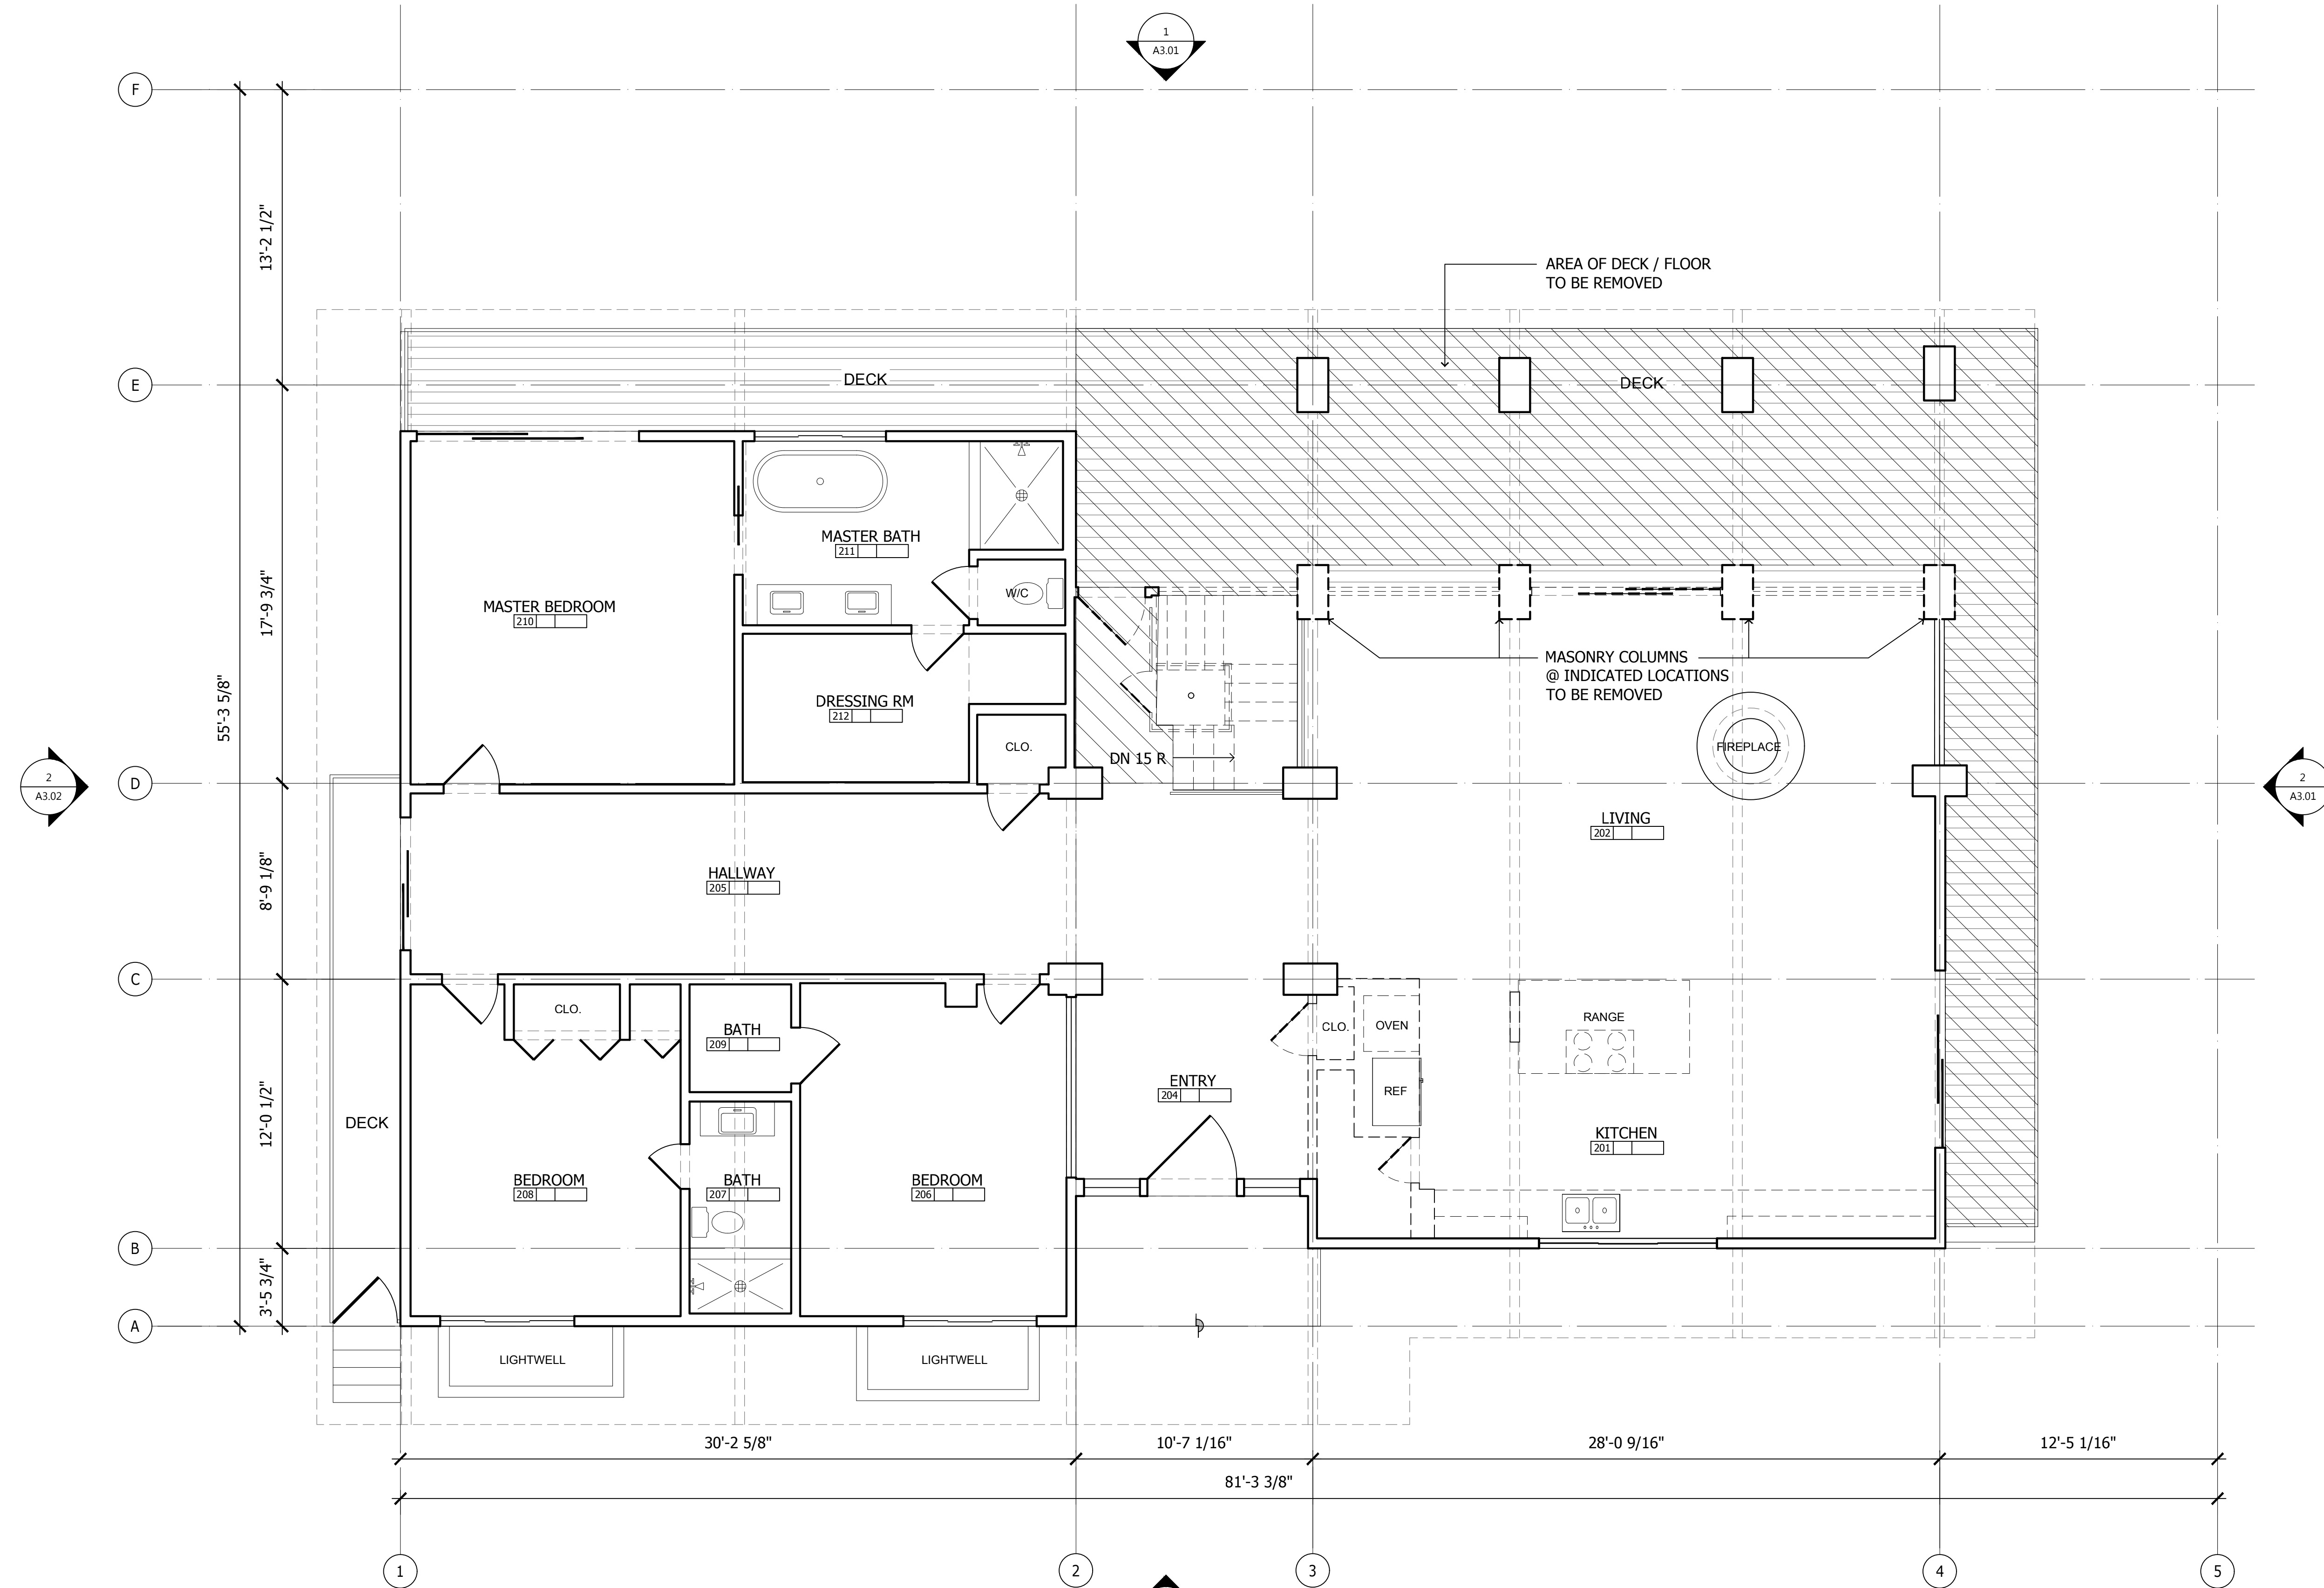 1
A3.01
F
13'-2 1/2"
AREA OF DECK / FLOOR
TO BE REMOVED
E
DECK
DECK
MASTER BATH
211
W/C
17'-9 3/4"
MASTER BEDROOM
210
55'-3 5/8"
MASONRY COLUMNS
@ INDICATED LOCATIONS
TO BE REMOVED
DRESSING RM
212
CLO.
FIREPLACE
DN 15 R
2
A3.02
D
2
A3.01
LIVING
202
8'-9 1/8"
HALLWAY
205
C
CLO.
BATH
209
CLO.
OVEN
RANGE
REF
12'-0 1/2"
DECK
ENTRY
204
KITCHEN
201
BEDROOM
208
BATH
207
BEDROOM
206
B
3'-5 3/4"
A
LIGHTWELL
LIGHTWELL
30'-2 5/8"
10'-7 1/16"
28'-0 9/16"
12'-5 1/16"
81'-3 3/8"
1
2
3
4
5